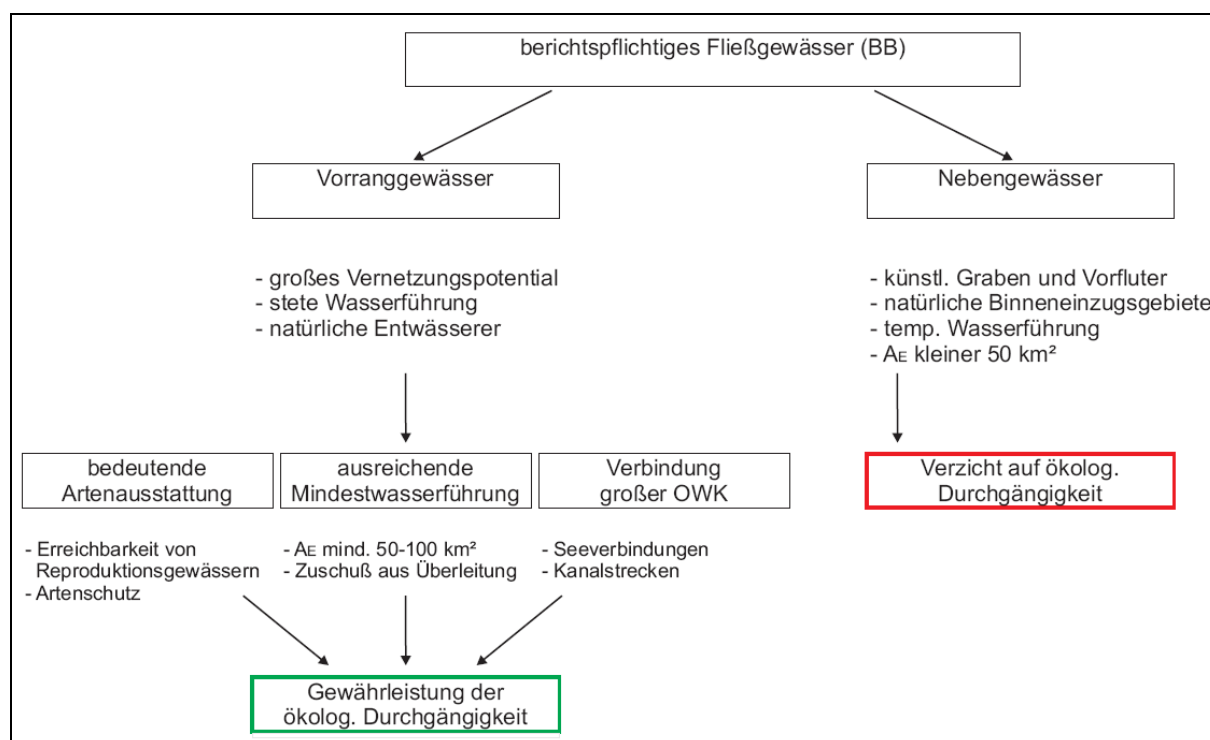 berichtspflichtiges Fließgewässer (BB)
Vorranggewässer
Nebengewässer
- großes Vernetzungspotential
- stete Wasserführung
- natürliche Entwässerer
- künstl. Graben und Vorfluter
- natürliche Binneneinzugsgebiete
- temp. Wasserführung
- AE kleiner 50 km²
bedeutende
Artenausstattung
ausreichende
Mindestwasserführung
Verbindung
großer OWK
Verzicht auf ökolog.
Durchgängigkeit
- Erreichbarkeit von
Reproduktionsgewässern
- Artenschutz
- AE mind. 50-100 km²
- Zuschuß aus Überleitung
- Seeverbindungen
- Kanalstrecken
Gewährleistung der
ökolog. Durchgängigkeit